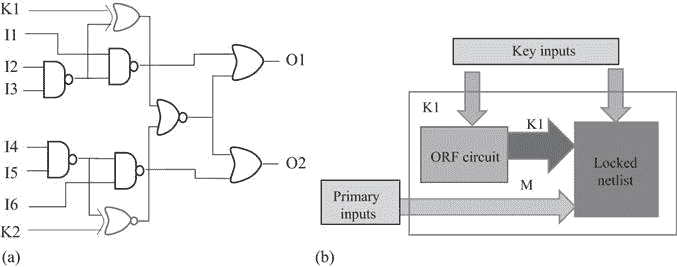 K1
I1
I2
I3
O1
I4
I5
I6
K2
O2
(a)
Key inputs
K1
K1
ORF circuit
Locked
netlist
M
Primary
inputs
(b)